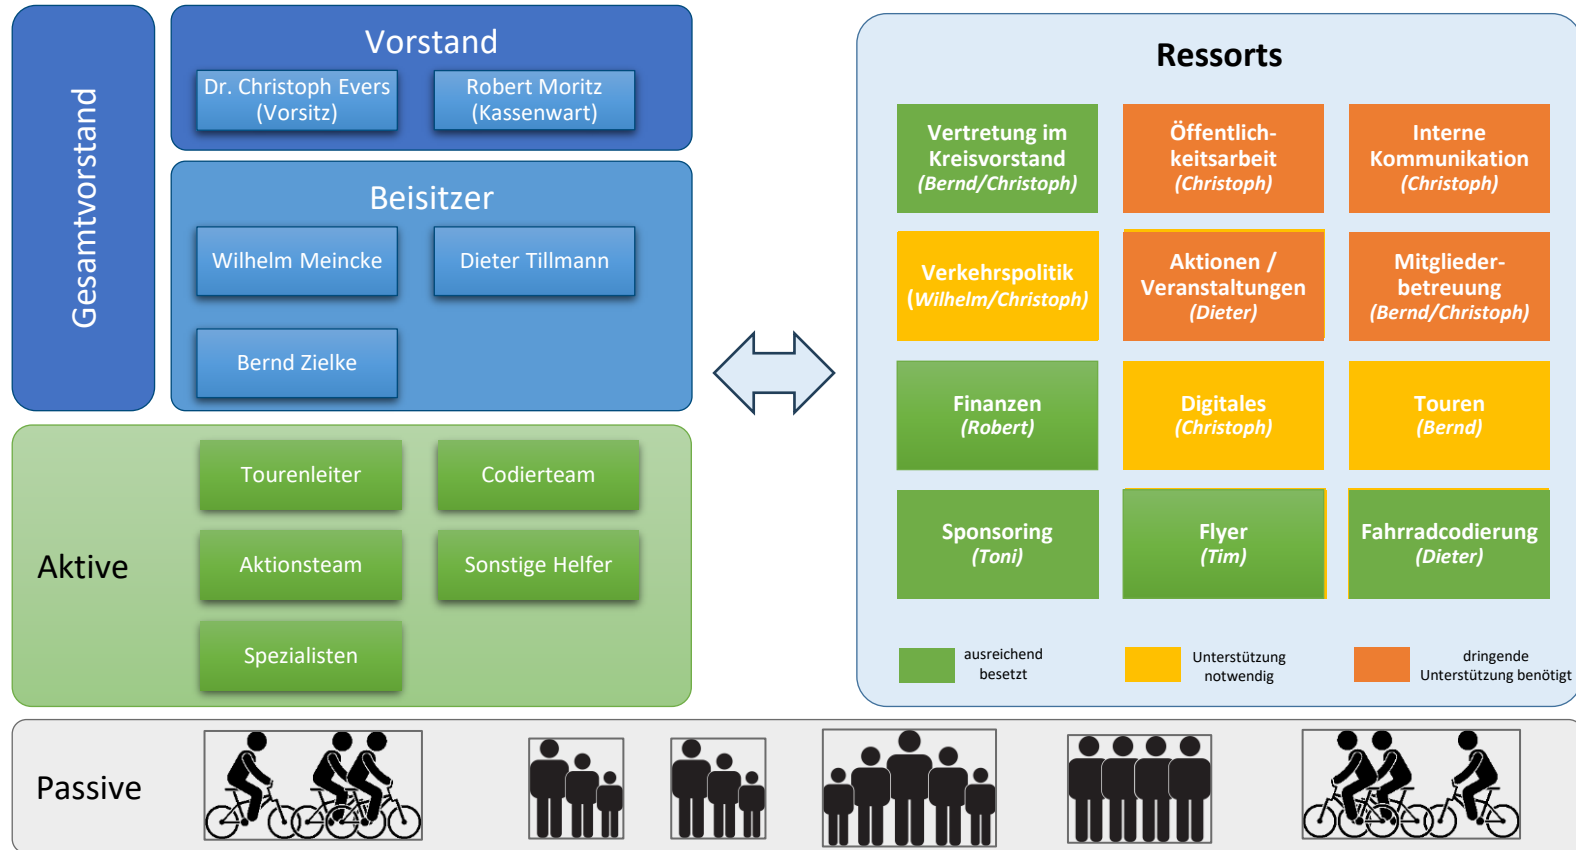 Gesamtvorstand
Vorstand
Dr. Christoph Evers
(Vorsitz)
Robert Moritz
(Kassenwart)
Beisitzer
Wilhelm Meincke
Dieter Tillmann
Bernd Zielke
Aktive
Tourenleiter
Codierteam
Aktionsteam
Sonstige Helfer
Spezialisten
Ressorts
Vertretung im
Kreisvorstand
(Bernd/Christoph)
Öffentlich-
keitsarbeit
(Christoph)
Interne
Kommunikation
(Christoph)
Verkehrspolitik
(Wilhelm/Christoph)
Aktionen /
Veranstaltungen
(Dieter)
Mitglieder-
betreuung
(Bernd/Christoph)
Finanzen
(Robert)
Digitales
(Christoph)
Touren
(Bernd)
Sponsoring
(Toni)
Flyer
(Tim)
Fahrradcodierung
(Dieter)
ausreichend
besetzt
Unterstützung
notwendig
dringende
Unterstützung benötigt
Passive